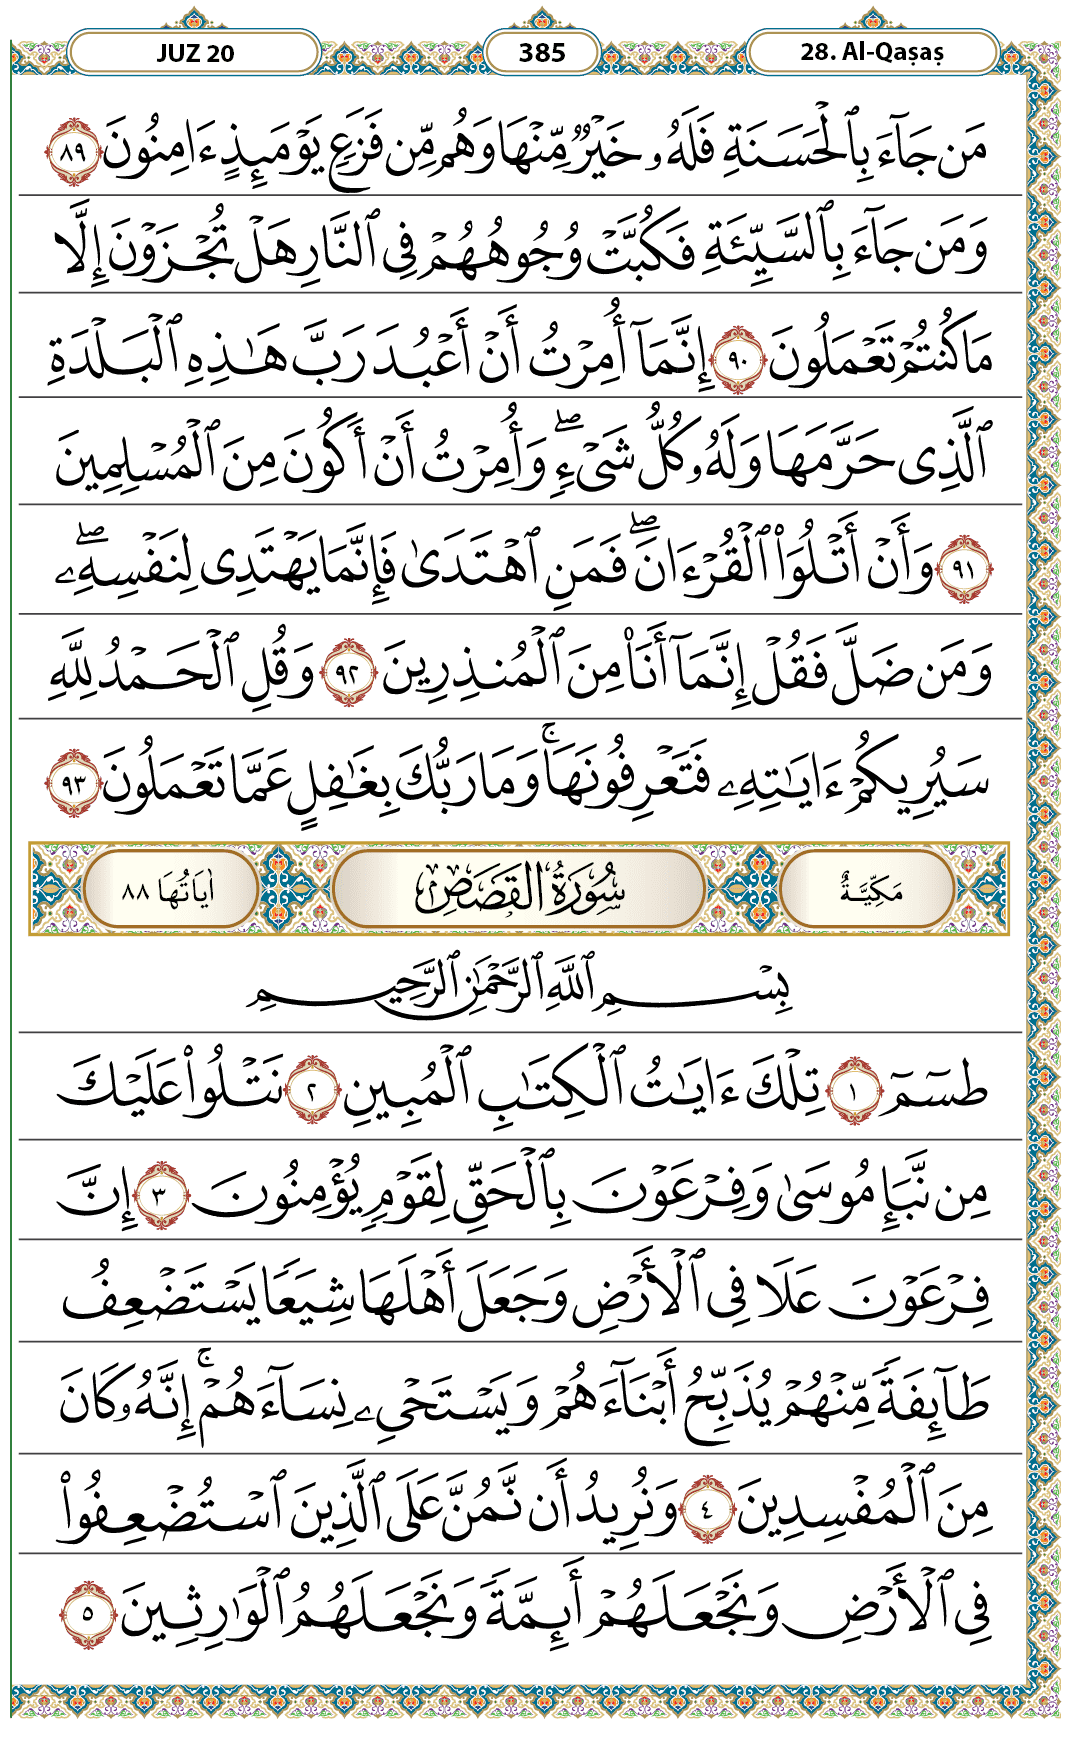 JUZ 20
385
28. Al-Qaṣaṣ
مَن جَآءَ بِٱلْحَسَنَةِ فَلَهُۥ خَيْرٌ مِّنْهَا وَهُم مِّن فَزَعٍ يَوْمَئِذٍ ءَامِنُونَ ٨٩
وَمَن جَآءَ بِٱلسَّيِّئَةِ فَكُبَّتْ وُجُوهُهُمْ فِى ٱلنَّارِ هَلْ تُجْزَوْنَ إِلَّا
مَا كُنتُمْ تَعْمَلُونَ ٩٠ إِنَّمَآ أُمِرْتُ أَنْ أَعْبُدَ رَبَّ هَـٰذِهِ ٱلْبَلْدَةِ
ٱلَّذِى حَرَّمَهَا وَلَهُۥ كُلُّ شَىْءٍ ۖ وَأُمِرْتُ أَنْ أَكُونَ مِنَ ٱلْمُسْلِمِينَ
٩١ وَأَنْ أَتْلُوَا۟ ٱلْقُرْءَانَ ۖ فَمَنِ ٱهْتَدَىٰ فَإِنَّمَا يَهْتَدِى لِنَفْسِهِۦ ۖ
وَمَن ضَلَّ فَقُلْ إِنَّمَآ أَنَا۠ مِنَ ٱلْمُنذِرِينَ ٩٢ وَقُلِ ٱلْحَمْدُ لِلَّهِ
سَيُرِيكُمْ ءَايَـٰتِهِۦ فَتَعْرِفُونَهَا ۚ وَمَا رَبُّكَ بِغَـٰفِلٍ عَمَّا تَعْمَلُونَ ٩٣
مَكِّيَّةٌ سُورَةُ الْقَصَصِ اٰيَاتُهَا ٨٨
بِسْمِ ٱللَّهِ ٱلرَّحْمَـٰنِ ٱلرَّحِيمِ
طسٓمٓ ١ تِلْكَ ءَايَـٰتُ ٱلْكِتَـٰبِ ٱلْمُبِينِ ٢ نَتْلُوا۟ عَلَيْكَ
مِن نَّبَإِ مُوسَىٰ وَفِرْعَوْنَ بِٱلْحَقِّ لِقَوْمٍ يُؤْمِنُونَ ٣ إِنَّ
فِرْعَوْنَ عَلَا فِى ٱلْأَرْضِ وَجَعَلَ أَهْلَهَا شِيَعًا يَسْتَضْعِفُ
طَآئِفَةً مِّنْهُمْ يُذَبِّحُ أَبْنَآءَهُمْ وَيَسْتَحْىِۦ نِسَآءَهُمْ ۚ إِنَّهُۥ كَانَ
مِنَ ٱلْمُفْسِدِينَ ٤ وَنُرِيدُ أَن نَّمُنَّ عَلَى ٱلَّذِينَ ٱسْتُضْعِفُوا۟
فِى ٱلْأَرْضِ وَنَجْعَلَهُمْ أَئِمَّةً وَنَجْعَلَهُمُ ٱلْوَٰرِثِينَ ٥